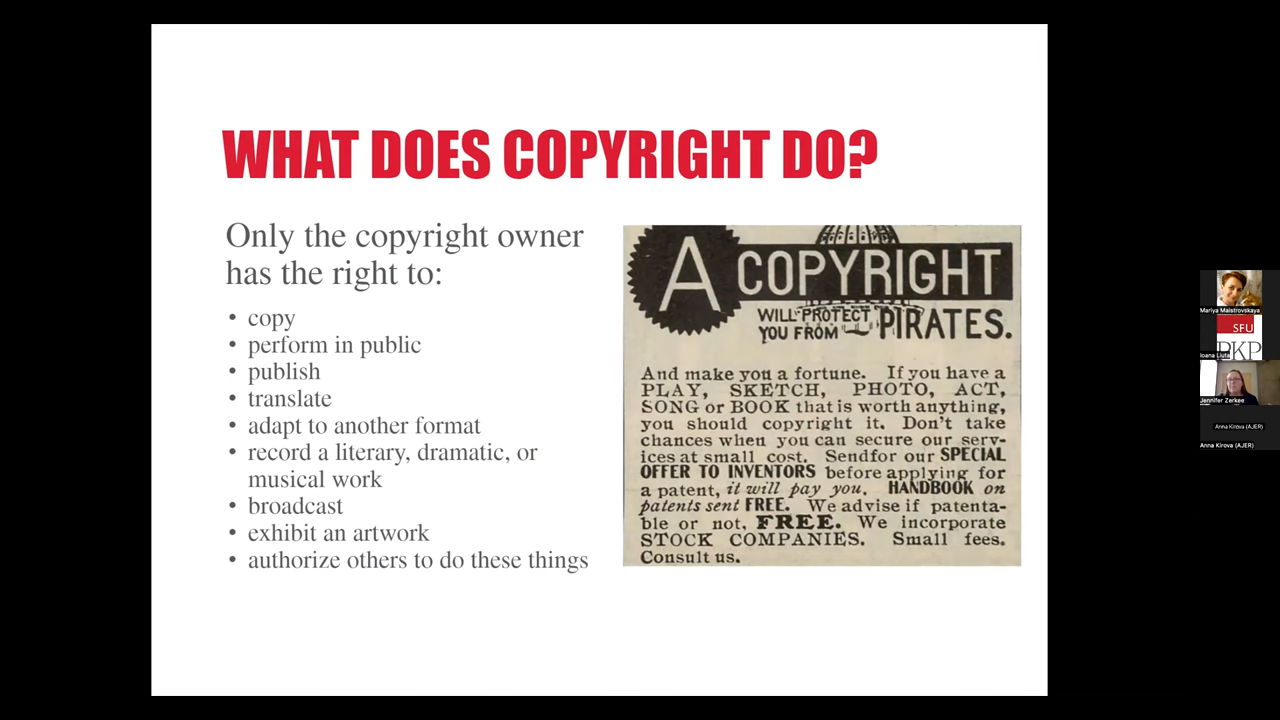 WHAT DOES COPYRIGHT DO?
Only the copyright owner
has the right to:
• copy
• perform in public
• publish
• translate
• adapt to another format
• record a literary, dramatic, or
musical work
• broadcast
• exhibit an artwork
• authorize others to do these things
A COPYRIGHT
WILL PROTECT
YOU FROM PIRATES.
And make you a fortune. If you have a
PLAY, SKETCH, PHOTO, ACT,
SONG or BOOK that is worth anything,
you should copyright it. Don't take
chances when you can secure our serv-
ices at small cost. Send for our SPECIAL
OFFER TO INVENTORS before applying for
a patent, it will pay you. HANDBOOK on
patents sent FREE. We advise if patenta-
ble or not, FREE. We incorporate
STOCK COMPANIES. Small fees.
Consult us.
Mariya Maistrovskaya
SFU
PKP
Ioana Liuta
Jennifer Zerkee
Anna Kirova (AJER)
Anna Kirova (AJER)